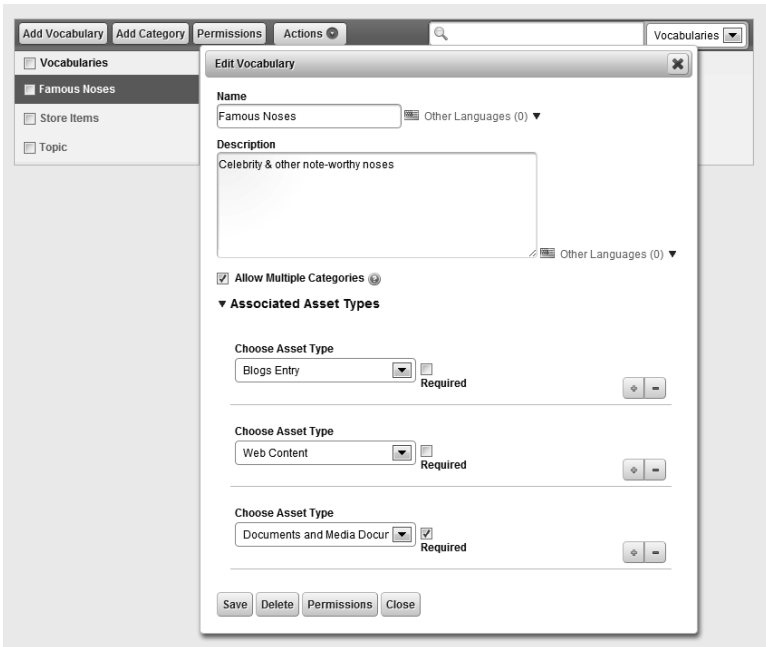 Add Vocabulary Add Category Permissions Actions Vocabularies
Vocabularies
Famous Noses
Store Items
Topic
Edit Vocabulary
Name
Famous Noses Other Languages (0)
Description
Celebrity & other note-worthy noses
Other Languages (0)
Allow Multiple Categories
Associated Asset Types
Choose Asset Type
Blogs Entry
Required
Choose Asset Type
Web Content
Required
Choose Asset Type
Documents and Media Docur
Required
Save Delete Permissions Close